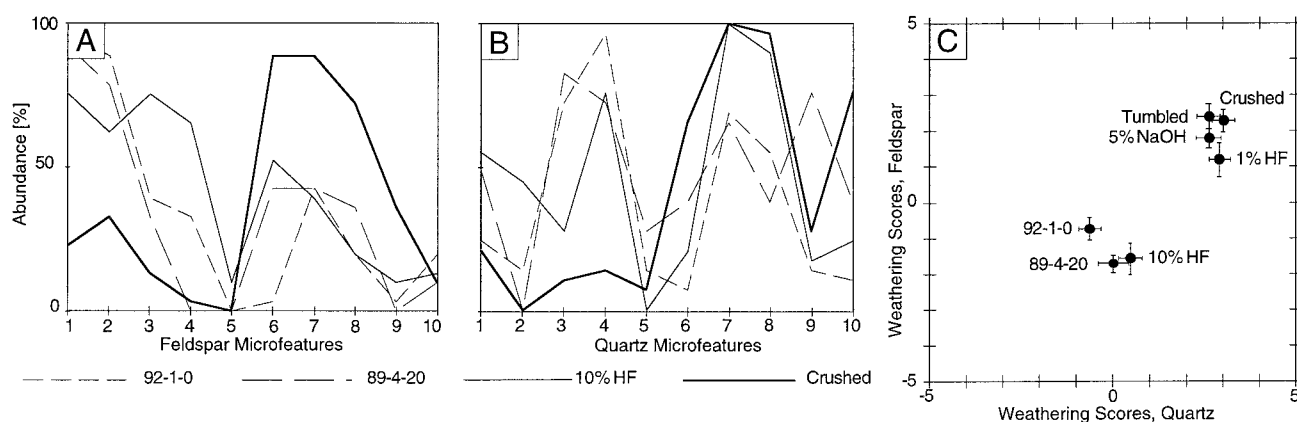 A
B
C
100
50
0
Abundance [%]
1 2 3 4 5 6 7 8 9 10
Feldspar Microfeatures
1 2 3 4 5 6 7 8 9 10
Quartz Microfeatures
92-1-0
89-4-20
10% HF
Crushed
5
0
-5
Weathering Scores, Feldspar
Crushed
Tumbled
5% NaOH
1% HF
92-1-0
89-4-20
10% HF
-5 0 5
Weathering Scores, Quartz